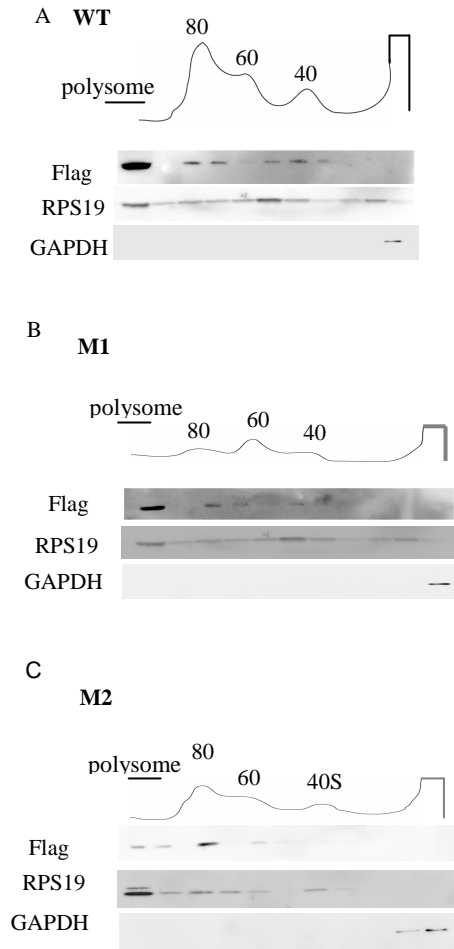 A WT
80
60
40
polysome
Flag
RPS19
GAPDH
B
M1
polysome
80
60
40
Flag
RPS19
GAPDH
C
M2
80
polysome
60
40S
Flag
RPS19
GAPDH